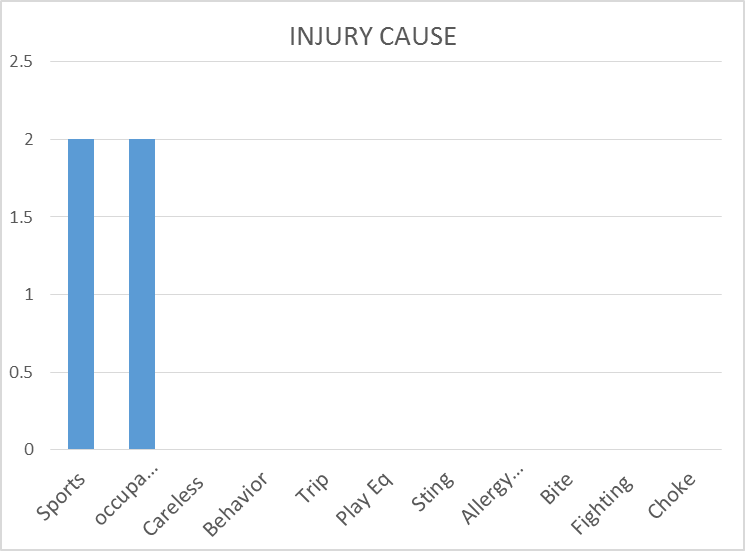 INJURY CAUSE
2.5
2
1.5
1
0.5
0
Sports
occupa...
Careless
Behavior
Trip
Play Eq
Sting
Allergy...
Bite
Fighting
Choke